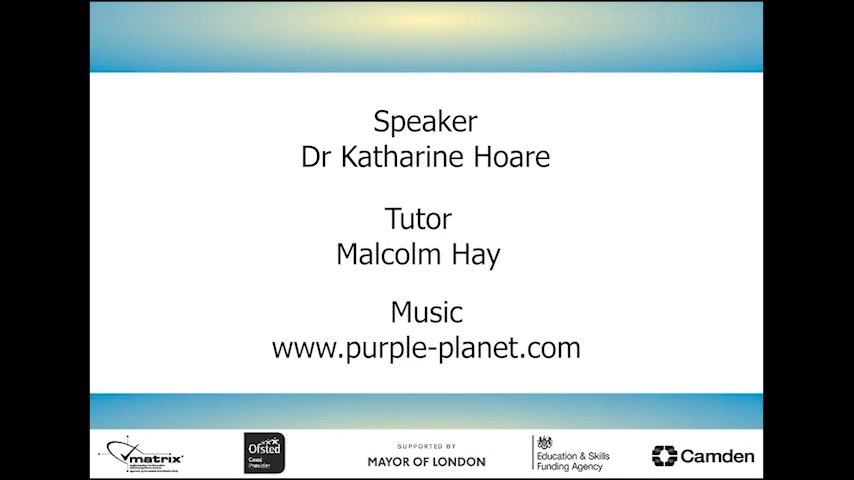 Speaker
Dr Katharine Hoare
Tutor
Malcolm Hay
Music
www.purple-planet.com
matrix
Ofsted
Good
Provider
SUPPORTED BY
MAYOR OF LONDON
Education & Skills
Funding Agency
Camden